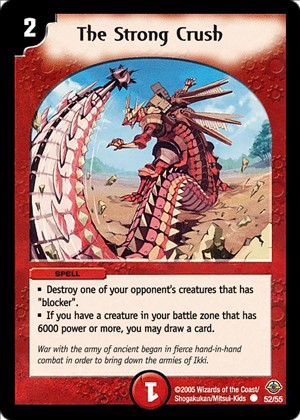 2
The Strong Crush
SPELL
▪ Destroy one of your opponent's creatures that has
"blocker".
▪ If you have a creature in your battle zone that has
6000 power or more, you may draw a card.
War with the army of ancient began in fierce hand-in-hand
combat in order to bring down the armies of Ikki.
1
©2005 Wizards of the Coast/
Shogakukan/Mitsui-Kids ● 52/55